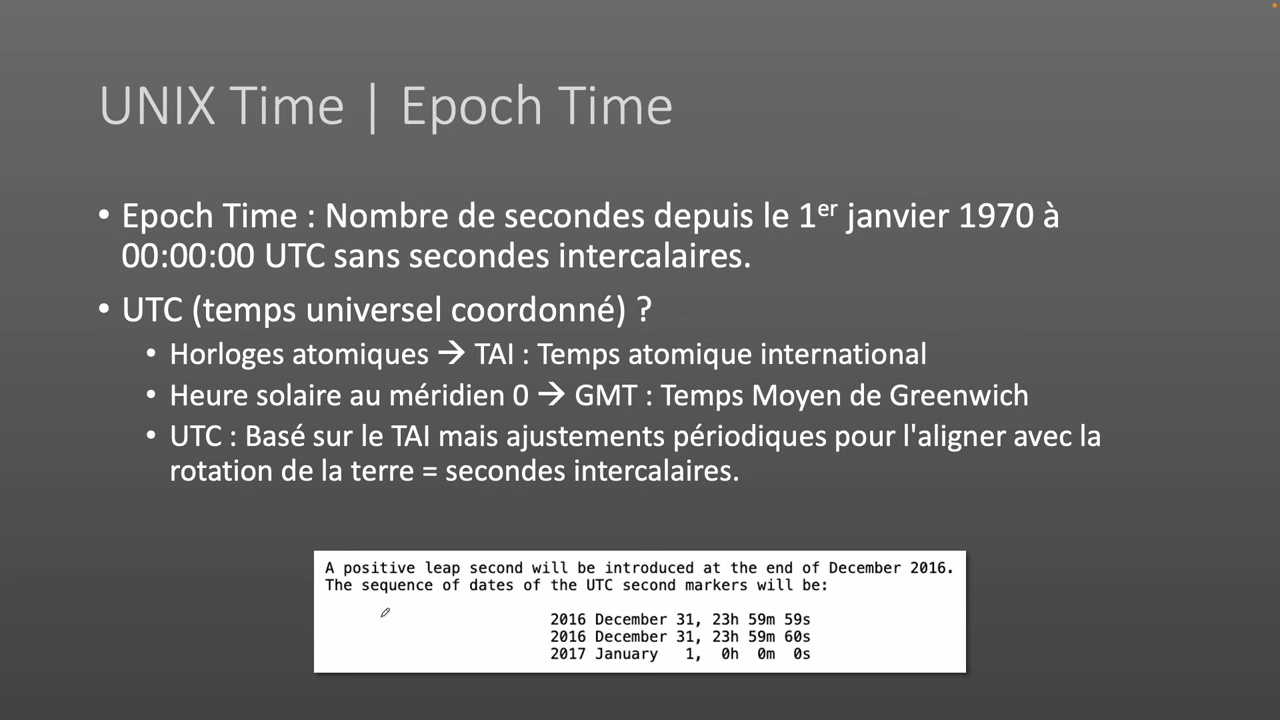 UNIX Time | Epoch Time
• Epoch Time : Nombre de secondes depuis le 1er janvier 1970 à
00:00:00 UTC sans secondes intercalaires.
• UTC (temps universel coordonné) ?
• Horloges atomiques → TAI : Temps atomique international
• Heure solaire au méridien 0 → GMT : Temps Moyen de Greenwich
• UTC : Basé sur le TAI mais ajustements périodiques pour l'aligner avec la
rotation de la terre = secondes intercalaires.
A positive leap second will be introduced at the end of December 2016.
The sequence of dates of the UTC second markers will be:
2016 December 31, 23h 59m 59s
2016 December 31, 23h 59m 60s
2017 January 1, 0h 0m 0s